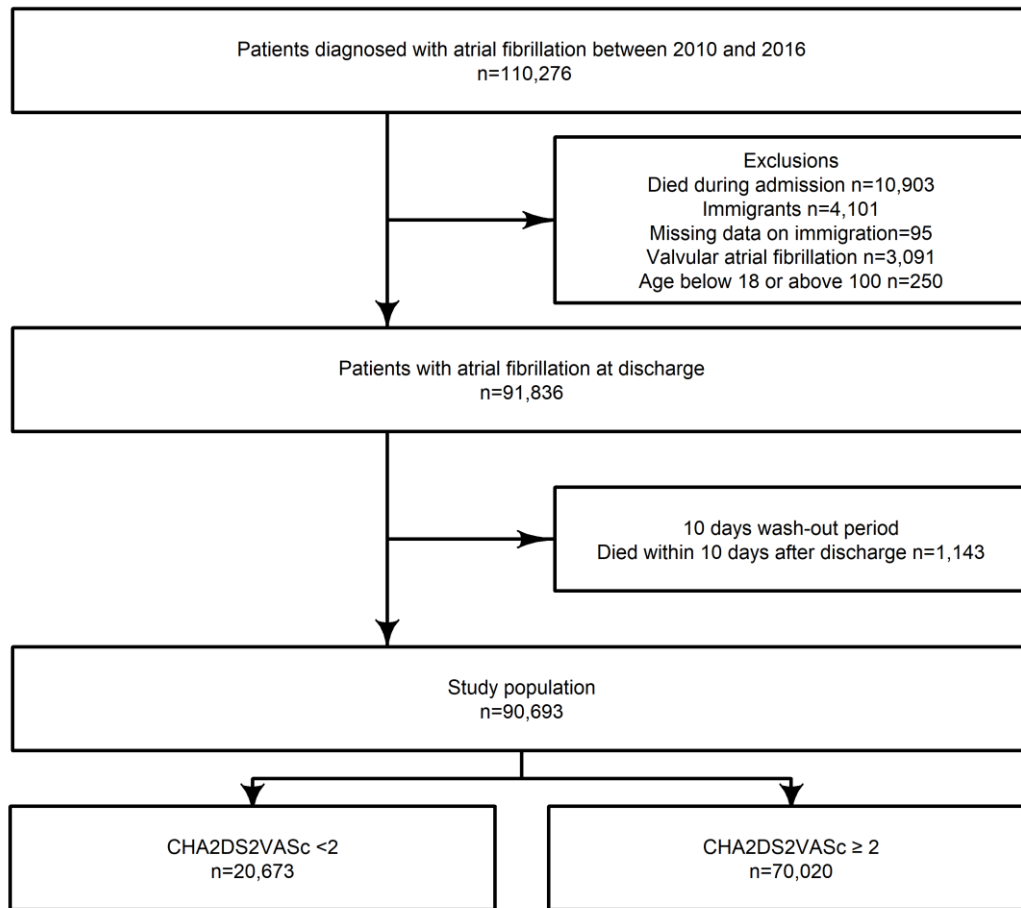 Patients diagnosed with atrial fibrillation between 2010 and 2016
n=110,276
Exclusions
Died during admission n=10,903
Immigrants n=4,101
Missing data on immigration=95
Valvular atrial fibrillation n=3,091
Age below 18 or above 100 n=250
Patients with atrial fibrillation at discharge
n=91,836
10 days wash-out period
Died within 10 days after discharge n=1,143
Study population
n=90,693
CHA2DS2VASc <2
n=20,673
CHA2DS2VASc ≥ 2
n=70,020